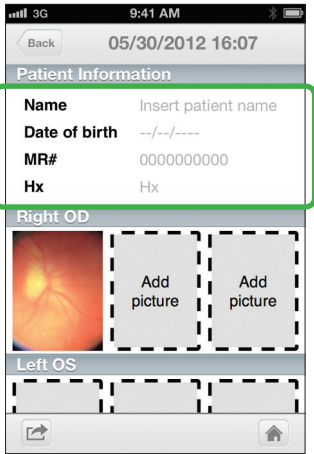 3G 9:41 AM
Back 05/30/2012 16:07
Patient Information
Name Insert patient name
Date of birth --/--/----
MR# 0000000000
Hx Hx
Right OD
Add picture Add picture
Left OS